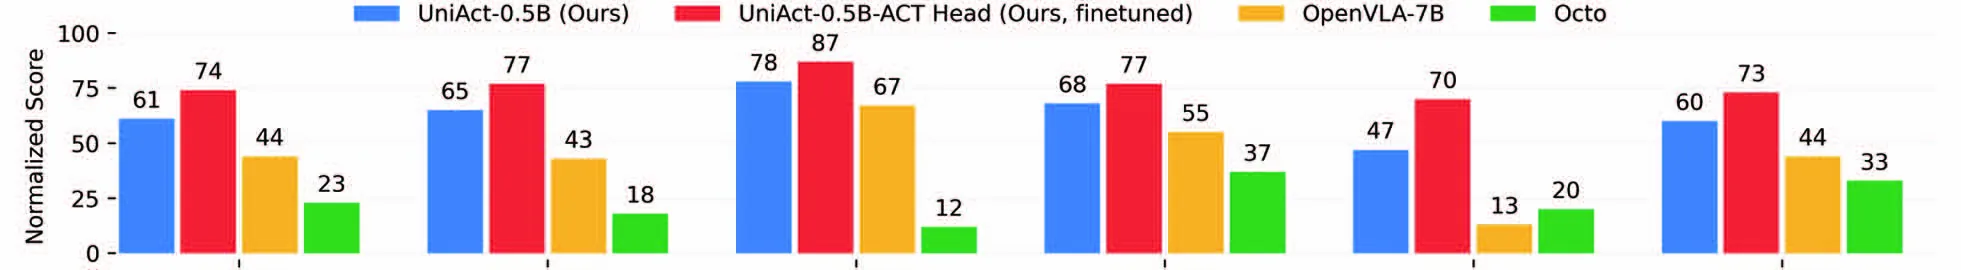 UniAct-0.5B (Ours) UniAct-0.5B-ACT Head (Ours, finetuned) OpenVLA-7B Octo
Normalized Score
100
75
50
25
0
61 74 44 23
65 77 43 18
78 87 67 12
68 77 55 37
47 70 13 20
60 73 44 33